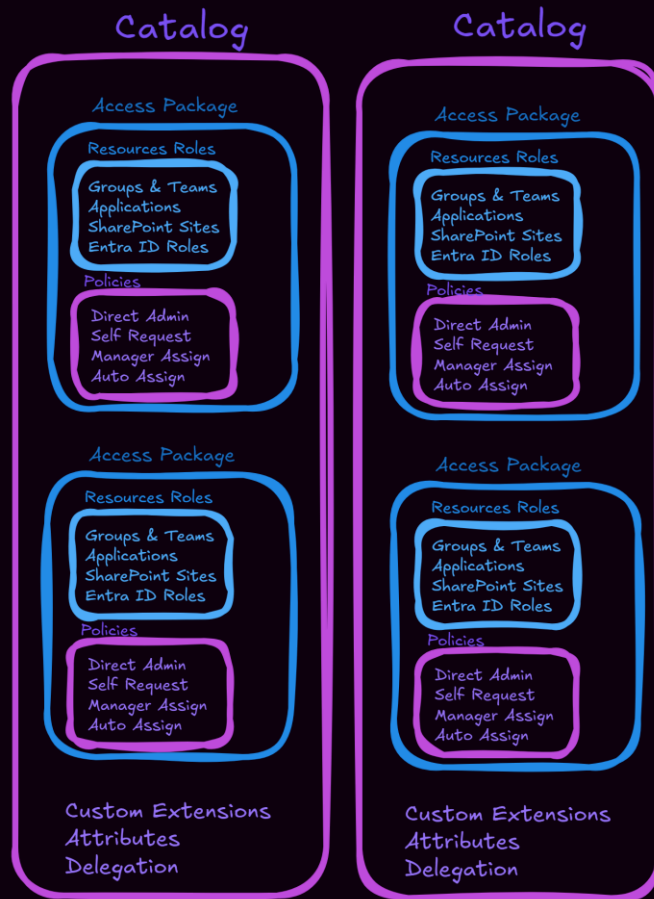 Catalog
Access Package
Resources Roles
Groups & Teams
Applications
SharePoint Sites
Entra ID Roles
Policies
Direct Admin
Self Request
Manager Assign
Auto Assign
Access Package
Resources Roles
Groups & Teams
Applications
SharePoint Sites
Entra ID Roles
Policies
Direct Admin
Self Request
Manager Assign
Auto Assign
Custom Extensions
Attributes
Delegation
Catalog
Access Package
Resources Roles
Groups & Teams
Applications
SharePoint Sites
Entra ID Roles
Policies
Direct Admin
Self Request
Manager Assign
Auto Assign
Access Package
Resources Roles
Groups & Teams
Applications
SharePoint Sites
Entra ID Roles
Policies
Direct Admin
Self Request
Manager Assign
Auto Assign
Custom Extensions
Attributes
Delegation